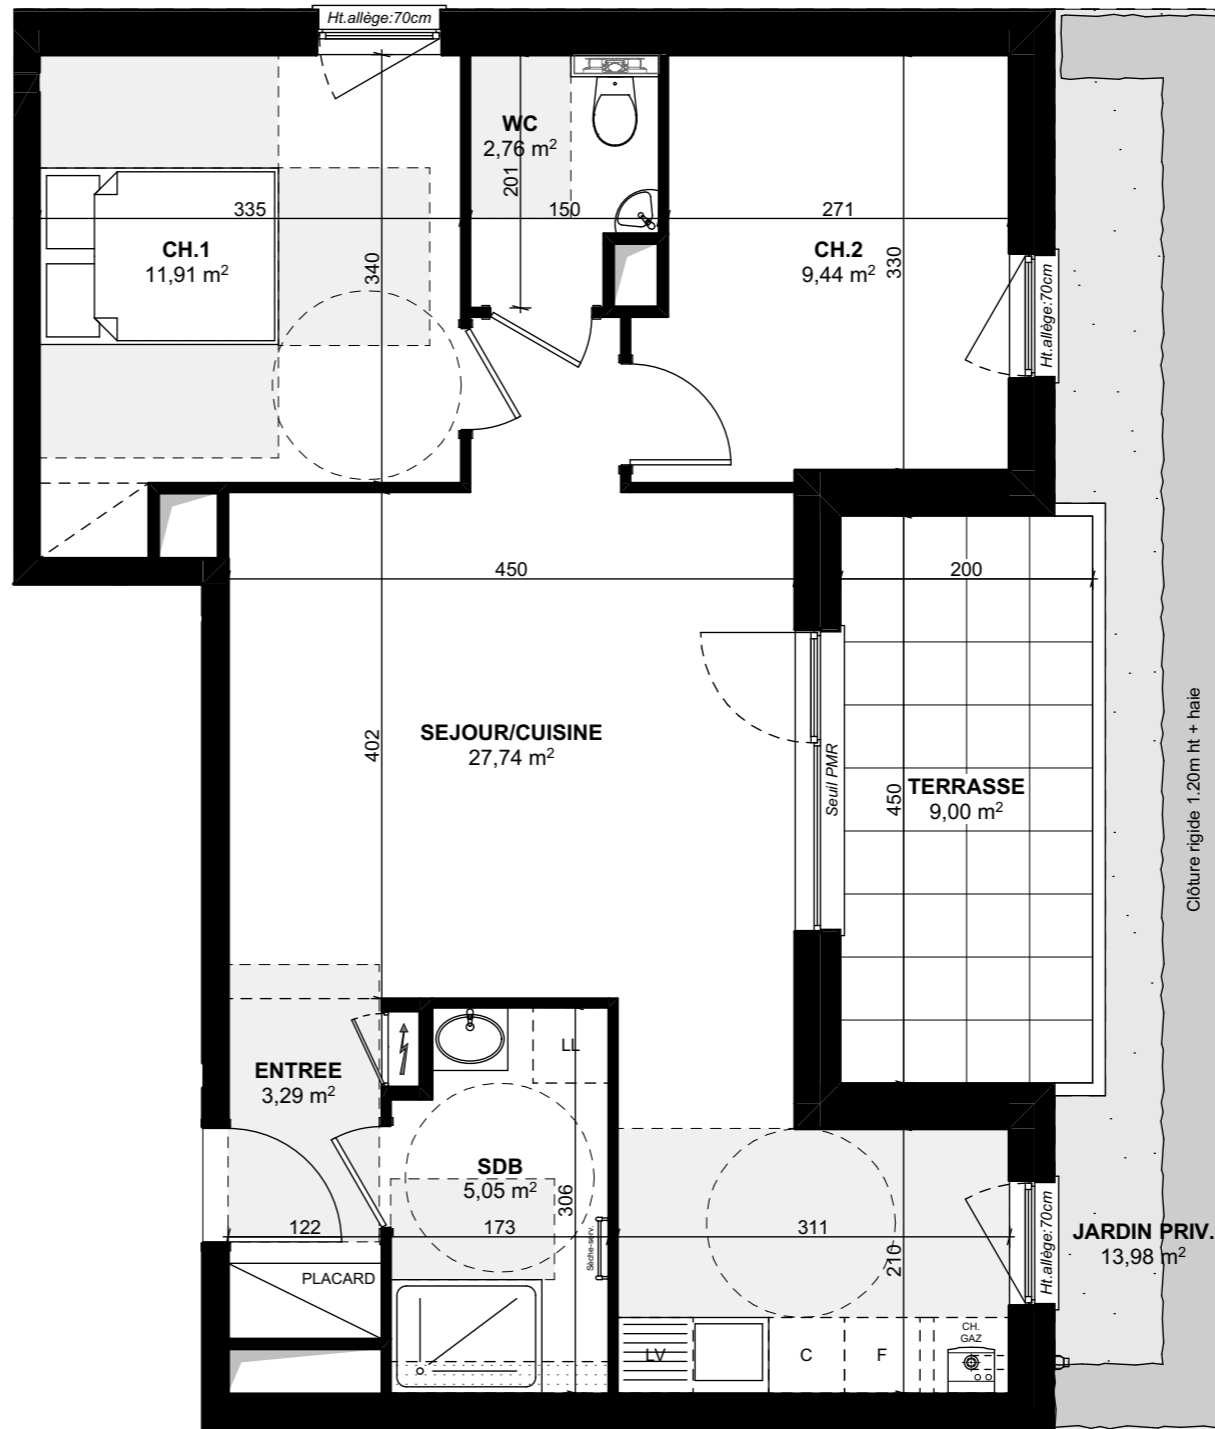 Ht.allège:70cm
WC
2,76 m²
201
335
150
271
CH.1
11,91 m²
340
CH.2
9,44 m²
330
Ht.allège:70cm
450
200
SEJOUR/CUISINE
27,74 m²
402
Seuil PMR
450
TERRASSE
9,00 m²
Clôture rigide 1.20m ht + haie
ENTREE
3,29 m²
LL
SDB
5,05 m²
306
122
173
Sèche-serv.
311
210
Ht.allège:70cm
JARDIN PRIV.
13,98 m²
PLACARD
LV
C
F
CH.
GAZ